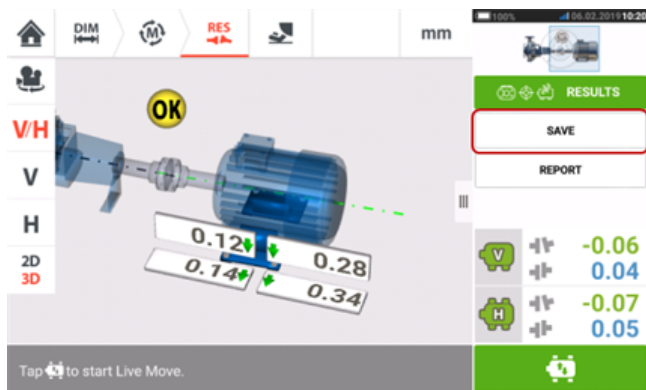 DIM
M
RES
mm
100%
06.02.2019 10:20
V/H
V
H
2D
3D
OK
0.12
0.28
0.14
0.34
RESULTS
SAVE
REPORT
V
-0.06
0.04
H
-0.07
0.05
Tap to start Live Move.